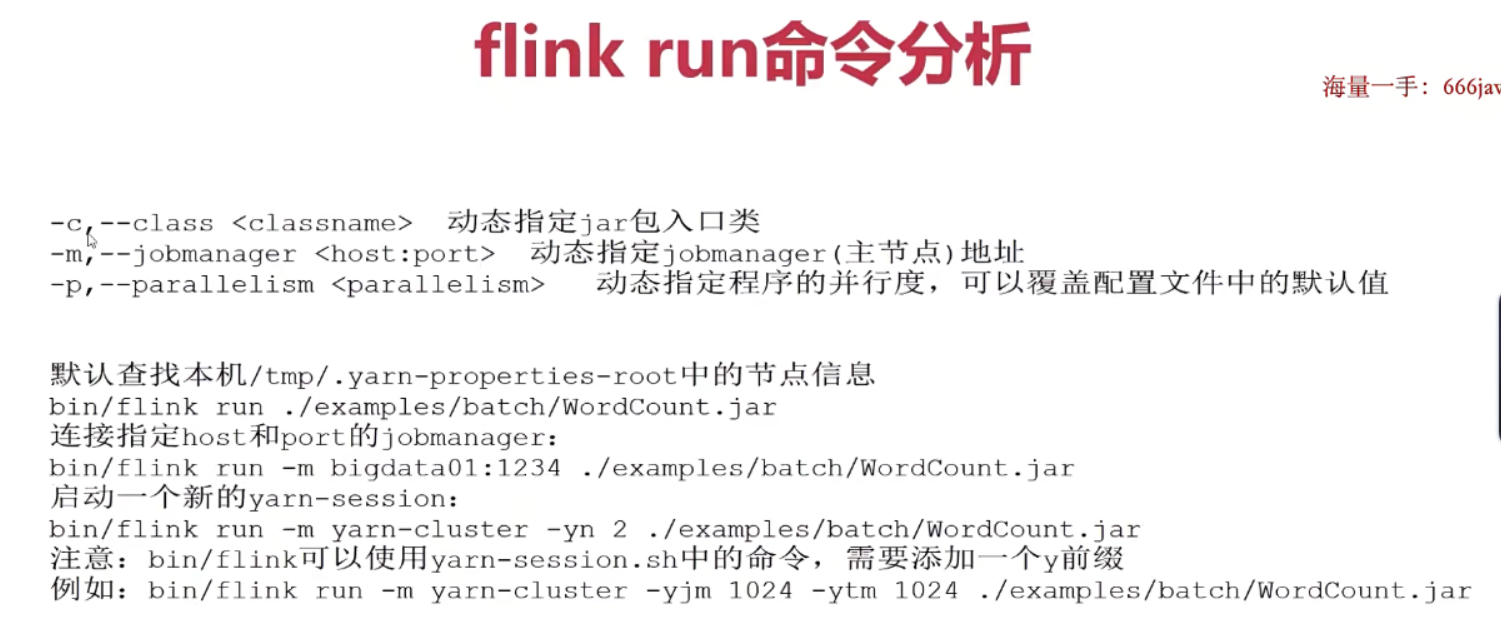 flink run命令分析
海量一手：666jav
-c,--class <classname> 动态指定jar包入口类
-m,--jobmanager <host:port> 动态指定jobmanager(主节点)地址
-p,--parallelism <parallelism> 动态指定程序的并行度，可以覆盖配置文件中的默认值
默认查找本机/tmp/.yarn-properties-root中的节点信息
bin/flink run ./examples/batch/WordCount.jar
连接指定host和port的jobmanager：
bin/flink run -m bigdata01:1234 ./examples/batch/WordCount.jar
启动一个新的yarn-session：
bin/flink run -m yarn-cluster -yn 2 ./examples/batch/WordCount.jar
注意：bin/flink可以使用yarn-session.sh中的命令，需要添加一个y前缀
例如：bin/flink run -m yarn-cluster -yjm 1024 -ytm 1024 ./examples/batch/WordCount.jar